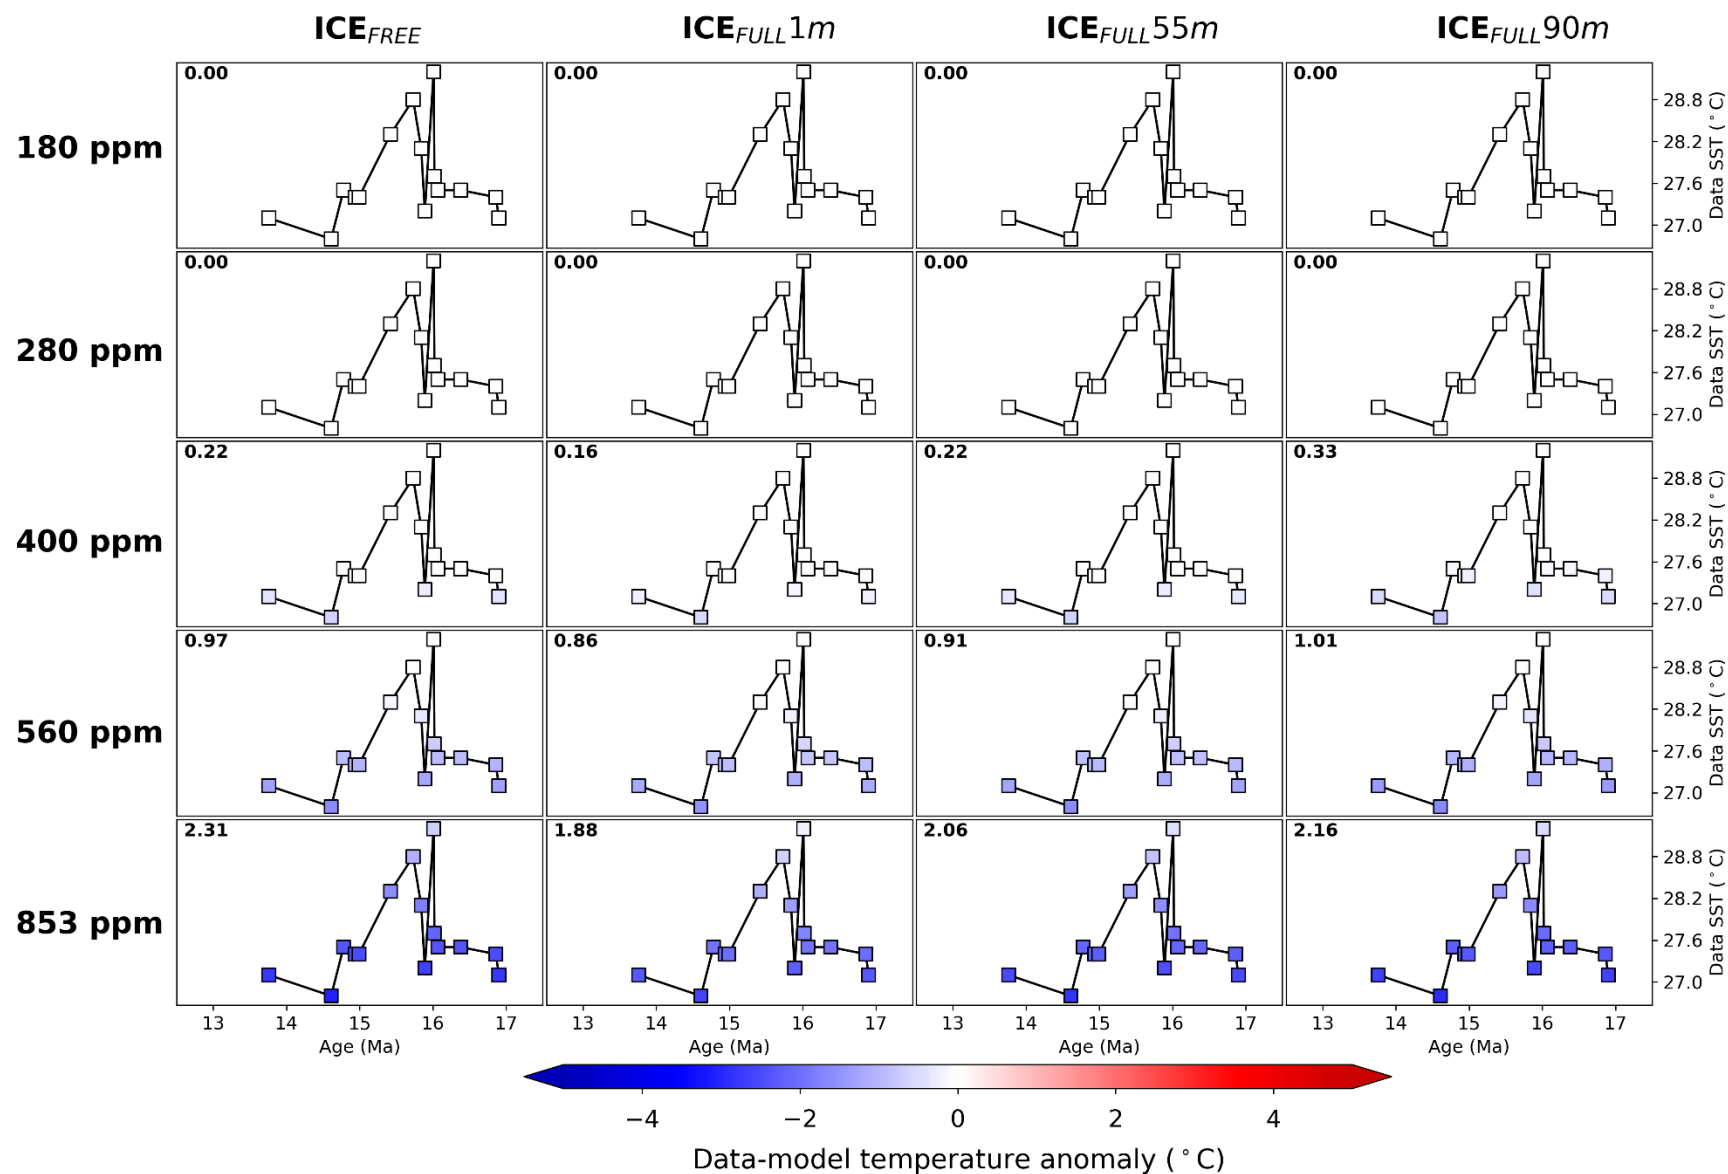 ICE_FREE ICE_FULL1m ICE_FULL55m ICE_FULL90m
180 ppm
0.00 0.00 0.00 0.00
28.8
28.2
27.6
27.0
Data SST (°C)
280 ppm
0.00 0.00 0.00 0.00
28.8
28.2
27.6
27.0
Data SST (°C)
400 ppm
0.22 0.16 0.22 0.33
28.8
28.2
27.6
27.0
Data SST (°C)
560 ppm
0.97 0.86 0.91 1.01
28.8
28.2
27.6
27.0
Data SST (°C)
853 ppm
2.31 1.88 2.06 2.16
28.8
28.2
27.6
27.0
Data SST (°C)
13 14 15 16 17 13 14 15 16 17 13 14 15 16 17 13 14 15 16 17
Age (Ma) Age (Ma) Age (Ma) Age (Ma)
−4 −2 0 2 4
Data-model temperature anomaly (°C)